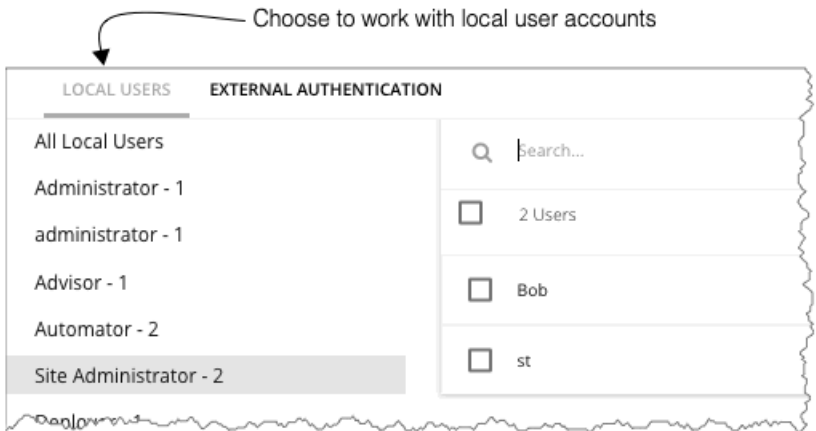 Choose to work with local user accounts
LOCAL USERS EXTERNAL AUTHENTICATION
All Local Users
Administrator - 1
administrator - 1
Advisor - 1
Automator - 2
Site Administrator - 2
Search...
2 Users
Bob
st